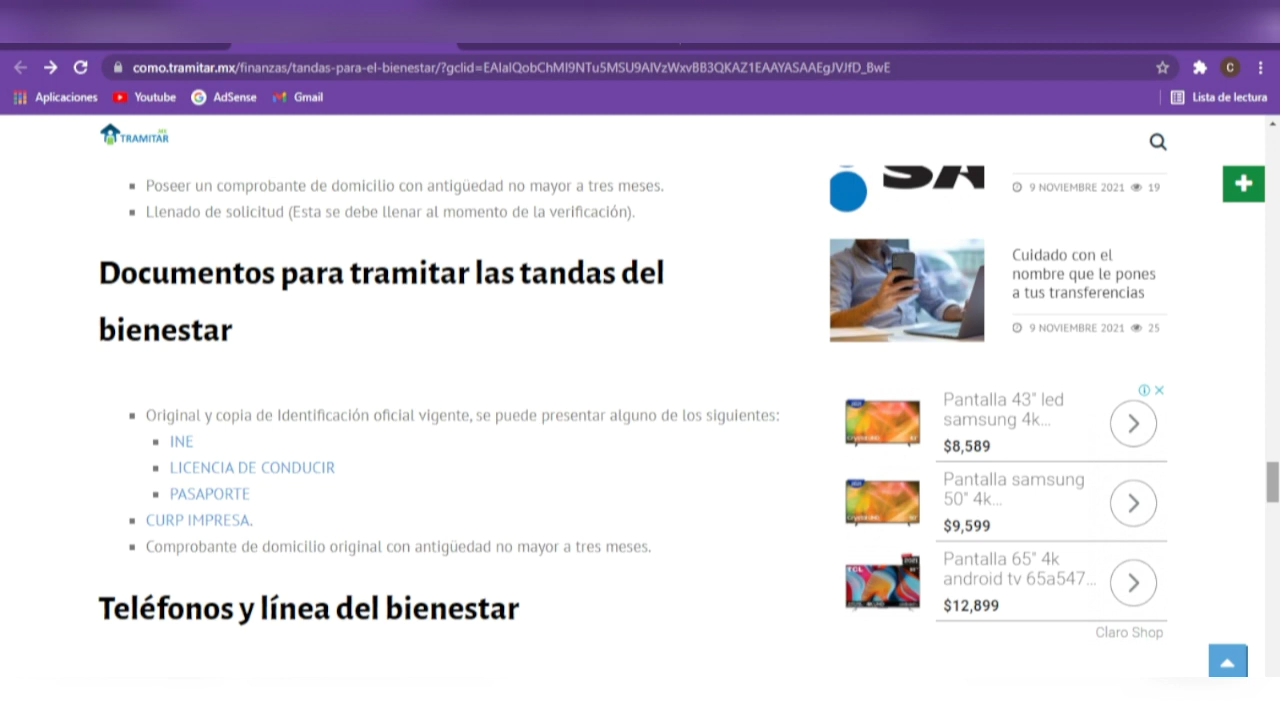 como.tramitar.mx/finanzas/tandas-para-el-bienestar/?gclid=EAIaIQobChMI9NTu5MSU9AIVzWxvBB3QKAZ1EAAYASAAEgJVJfD_BwE
C
Aplicaciones Youtube AdSense Gmail
Lista de lectura
TRAMITAR
Poseer un comprobante de domicilio con antigüedad no mayor a tres meses.
Llenado de solicitud (Esta se debe llenar al momento de la verificación).
Documentos para tramitar las tandas del
bienestar
Original y copia de Identificación oficial vigente, se puede presentar alguno de los siguientes:
INE
LICENCIA DE CONDUCIR
PASAPORTE
CURP IMPRESA.
Comprobante de domicilio original con antigüedad no mayor a tres meses.
Teléfonos y línea del bienestar
9 NOVIEMBRE 2021 19
Cuidado con el
nombre que le pones
a tus transferencias
9 NOVIEMBRE 2021 25
Pantalla 43" led
samsung 4k...
$8,589
Pantalla samsung
50" 4k...
$9,599
Pantalla 65" 4k
android tv 65a547...
$12,899
Claro Shop